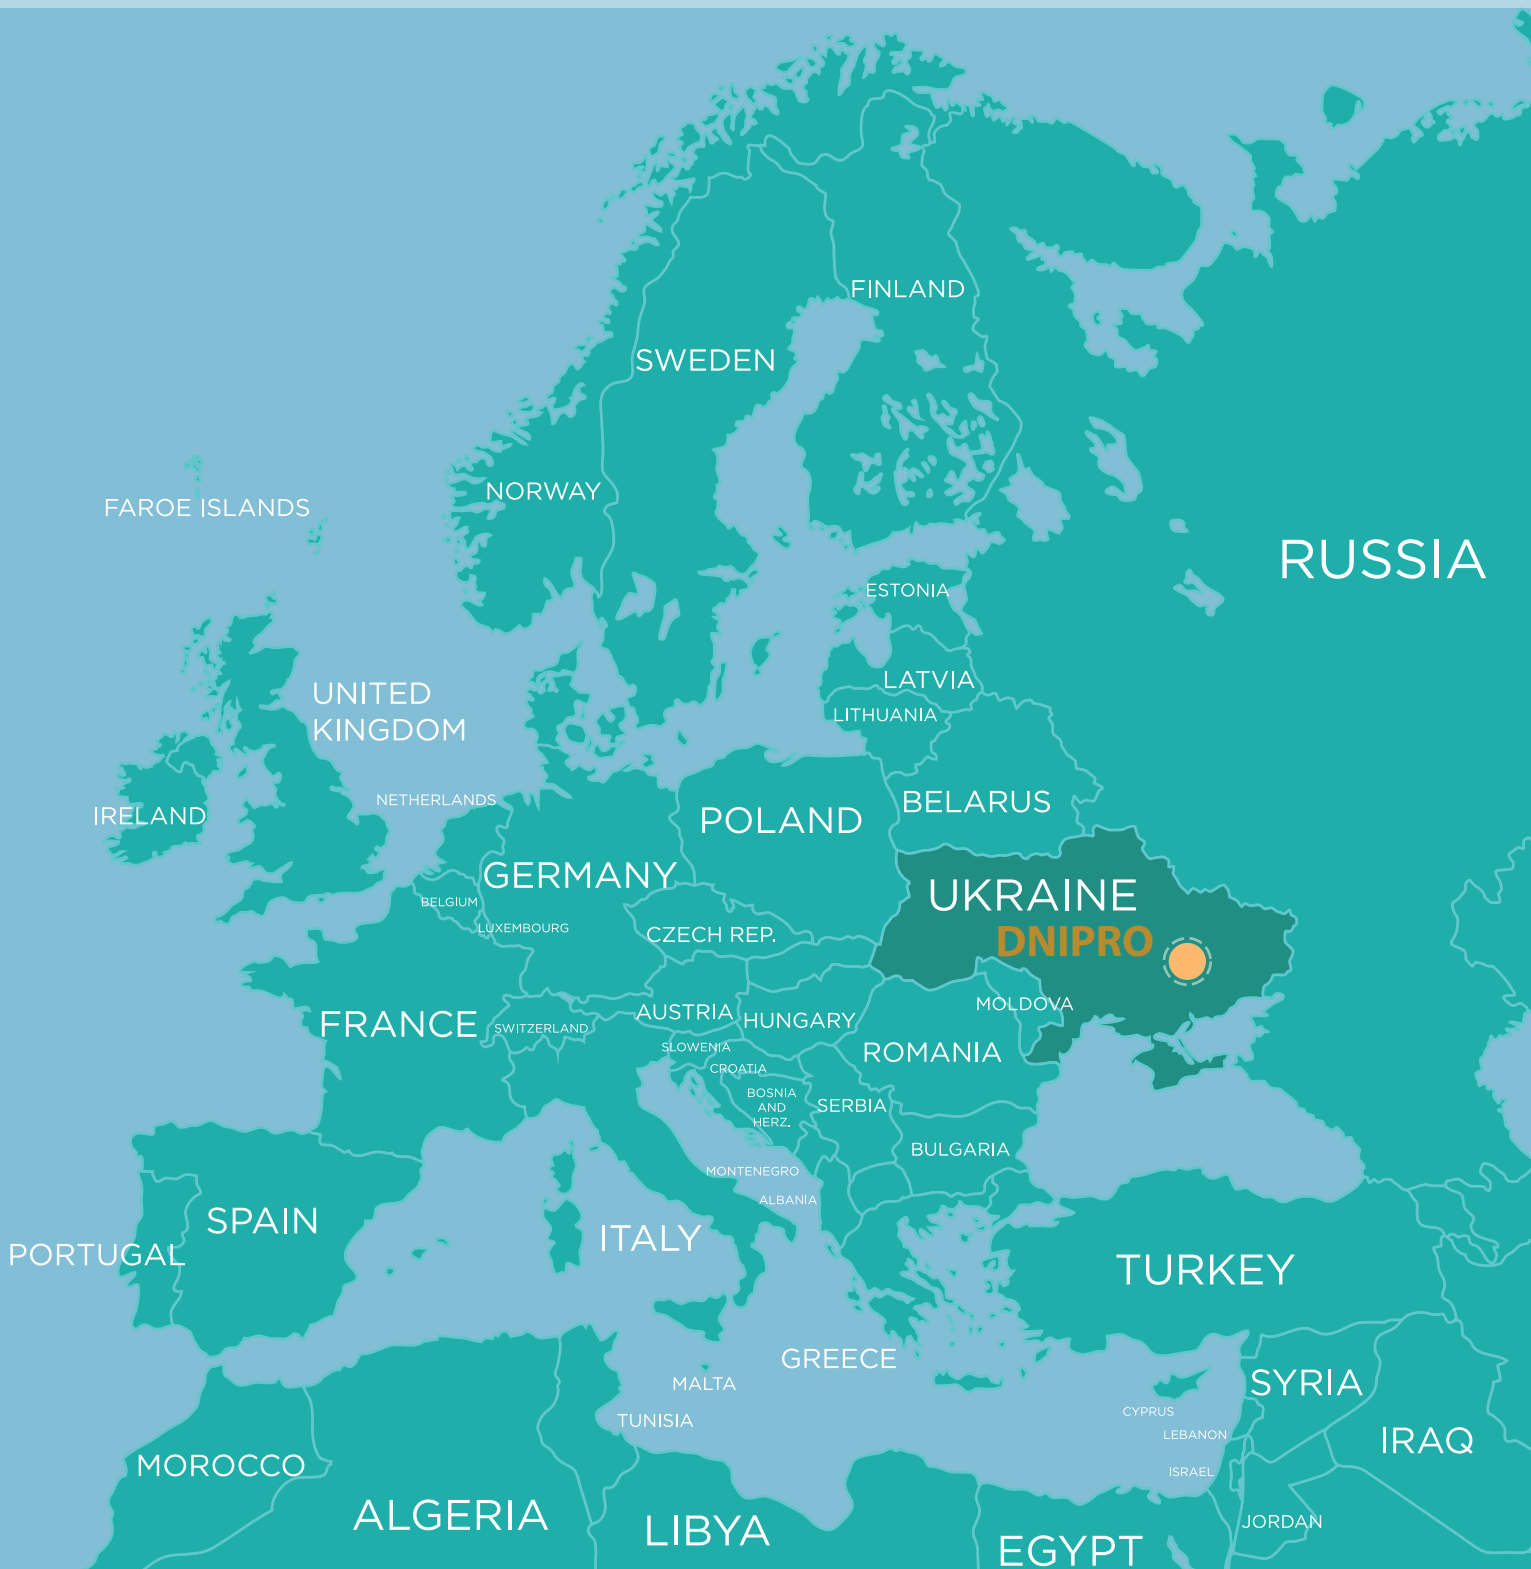 FINLAND
SWEDEN
NORWAY
FAROE ISLANDS
RUSSIA
ESTONIA
LATVIA
UNITED
KINGDOM
LITHUANIA
NETHERLANDS
BELARUS
IRELAND
POLAND
GERMANY
UKRAINE
BELGIUM
LUXEMBOURG
CZECH REP.
DNIPRO
MOLDOVA
AUSTRIA
HUNGARY
FRANCE
SWITZERLAND
SLOWENIA
ROMANIA
CROATIA
BOSNIA
AND
HERZ.
SERBIA
BULGARIA
MONTENEGRO
ALBANIA
SPAIN
ITALY
PORTUGAL
TURKEY
GREECE
MALTA
SYRIA
CYPRUS
TUNISIA
LEBANON
IRAQ
MOROCCO
ISRAEL
ALGERIA
JORDAN
LIBYA
EGYPT